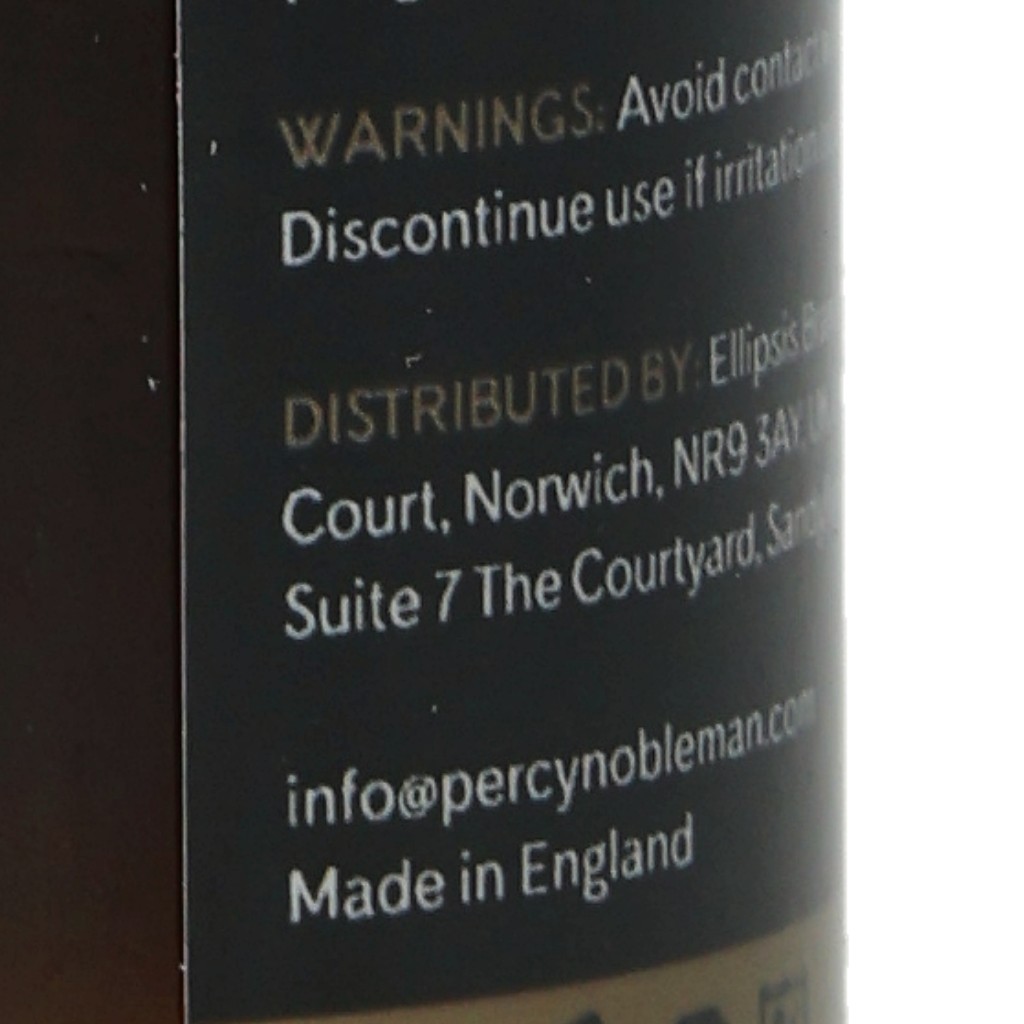 WARNINGS: Avoid contact
Discontinue use if irritation
DISTRIBUTED BY: Ellipsis
Court, Norwich, NR9 3AY,
Suite 7 The Courtyard,
info@percynobleman.com
Made in England